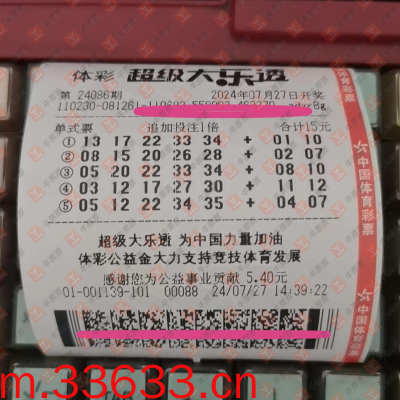 体彩 超级大乐透
第 24086期 2024年07月27日开奖
110230-081261-110602
8g
单式票 追加投注1倍 合计15元
① 13 17 22 33 34 + 01 10
② 08 15 20 26 28 + 02 07
③ 05 20 22 33 34 + 08 10
④ 03 12 17 27 30 + 11 12
⑤ 05 12 22 34 35 + 04 07
超级大乐透 为中国力量加油
体彩公益金大力支持竞技体育发展
感谢您为公益事业贡献 5.40元
01-001139-101 00088 24/07/27 14:39:22
中国体育彩票
中国体育彩票
m.33633.cn